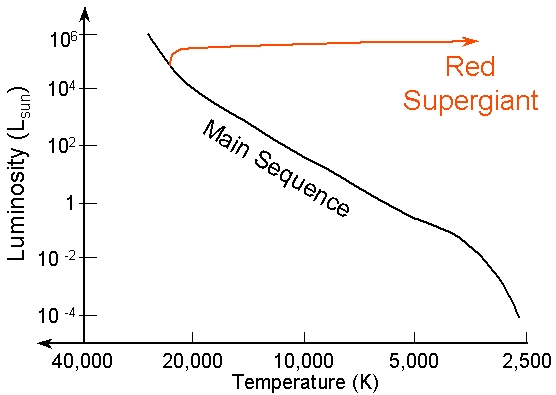 10⁶
10⁴
10²
1
10⁻²
10⁻⁴
Luminosity (Lsun)
Red
Supergiant
Main Sequence
40,000 20,000 10,000 5,000 2,500
Temperature (K)